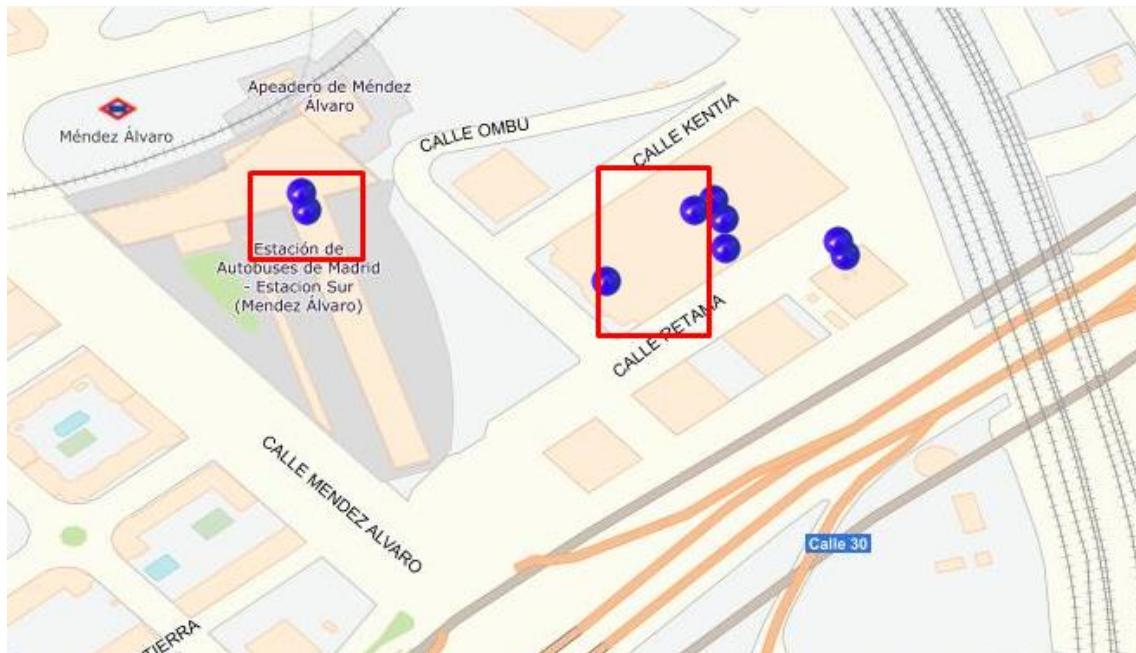 Apeadero de Méndez
Álvaro
Méndez Álvaro
CALLE OMBU
CALLE KENTIA
Estación de
Autobuses de Madrid
- Estacion Sur
(Mendez Álvaro)
CALLE RETAMA
CALLE MENDEZ ALVARO
Calle 30
TIERRA